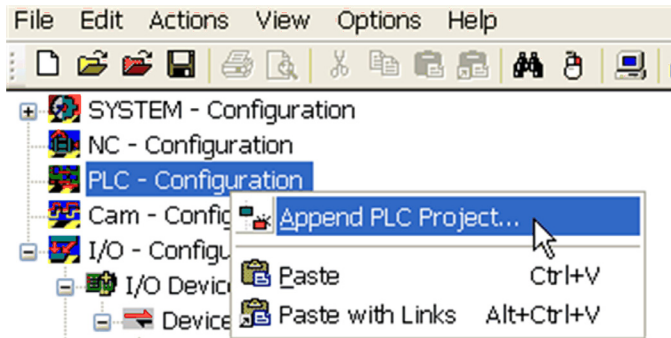 File Edit Actions View Options Help
SYSTEM - Configuration
NC - Configuration
PLC - Configuration
Cam - Config
Append PLC Project...
I/O - Configu
I/O Devic
Paste Ctrl+V
Device
Paste with Links Alt+Ctrl+V